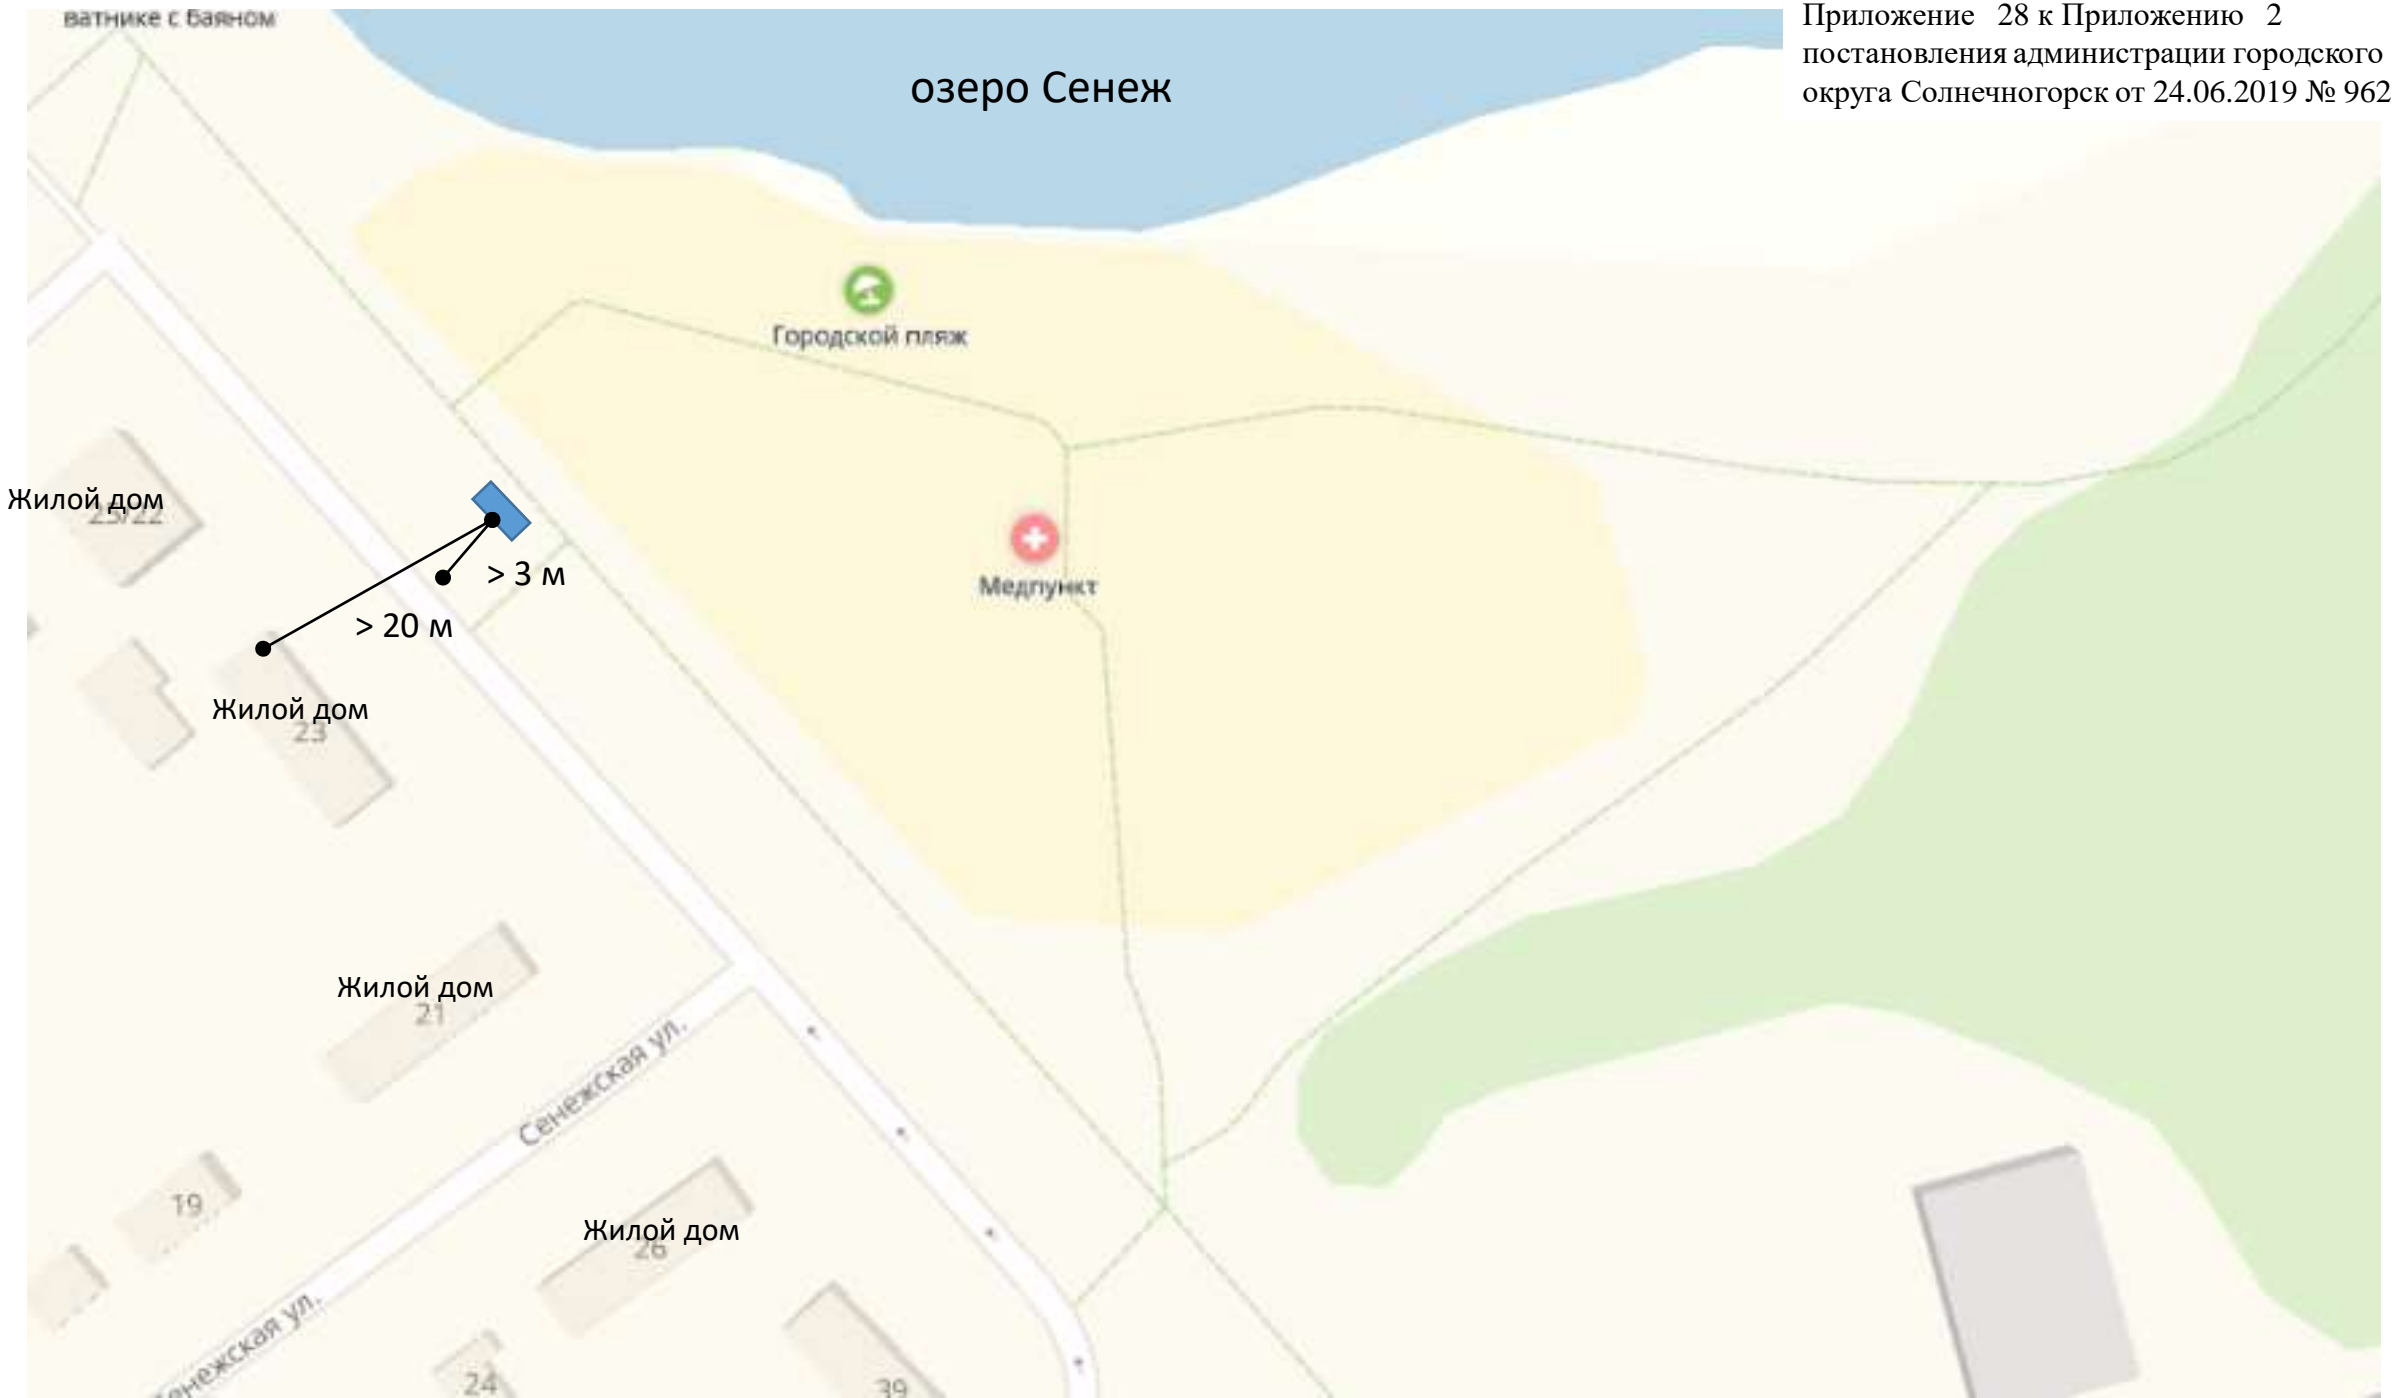 ватнике с баяном
Приложение 28 к Приложению 2
постановления администрации городского
округа Солнечногорск от 24.06.2019 № 962
озеро Сенеж
Городской пляж
Жилой дом
25/22
> 3 м
Медпункт
> 20 м
Жилой дом
23
Жилой дом
21
Сенежская ул.
19
Жилой дом
26
Сенежская ул.
24
39